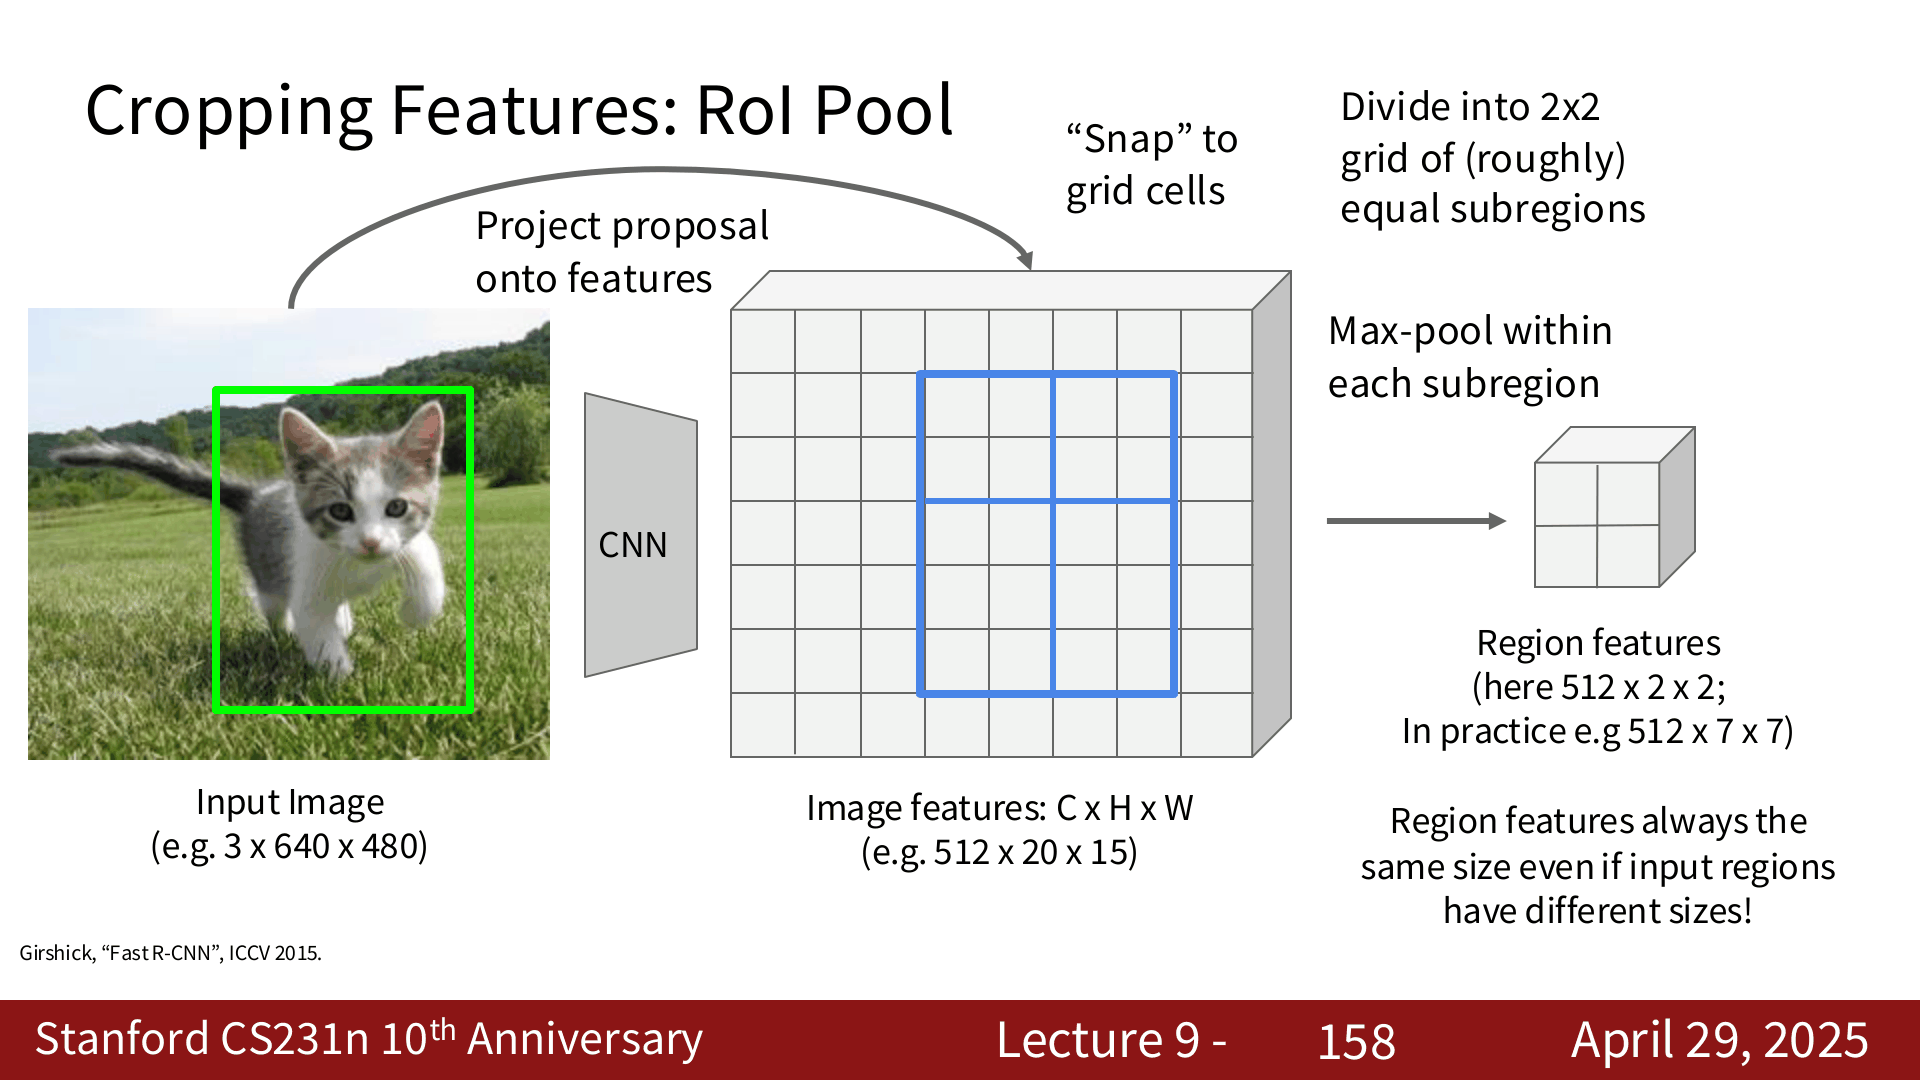 Cropping Features: RoI Pool
“Snap” to
grid cells
Divide into 2x2
grid of (roughly)
equal subregions
Project proposal
onto features
Max-pool within
each subregion
CNN
Region features
(here 512 x 2 x 2;
In practice e.g 512 x 7 x 7)
Input Image
(e.g. 3 x 640 x 480)
Image features: C x H x W
(e.g. 512 x 20 x 15)
Region features always the
same size even if input regions
have different sizes!
Girshick, “Fast R-CNN”, ICCV 2015.
Stanford CS231n 10th Anniversary
Lecture 9 -
158
April 29, 2025